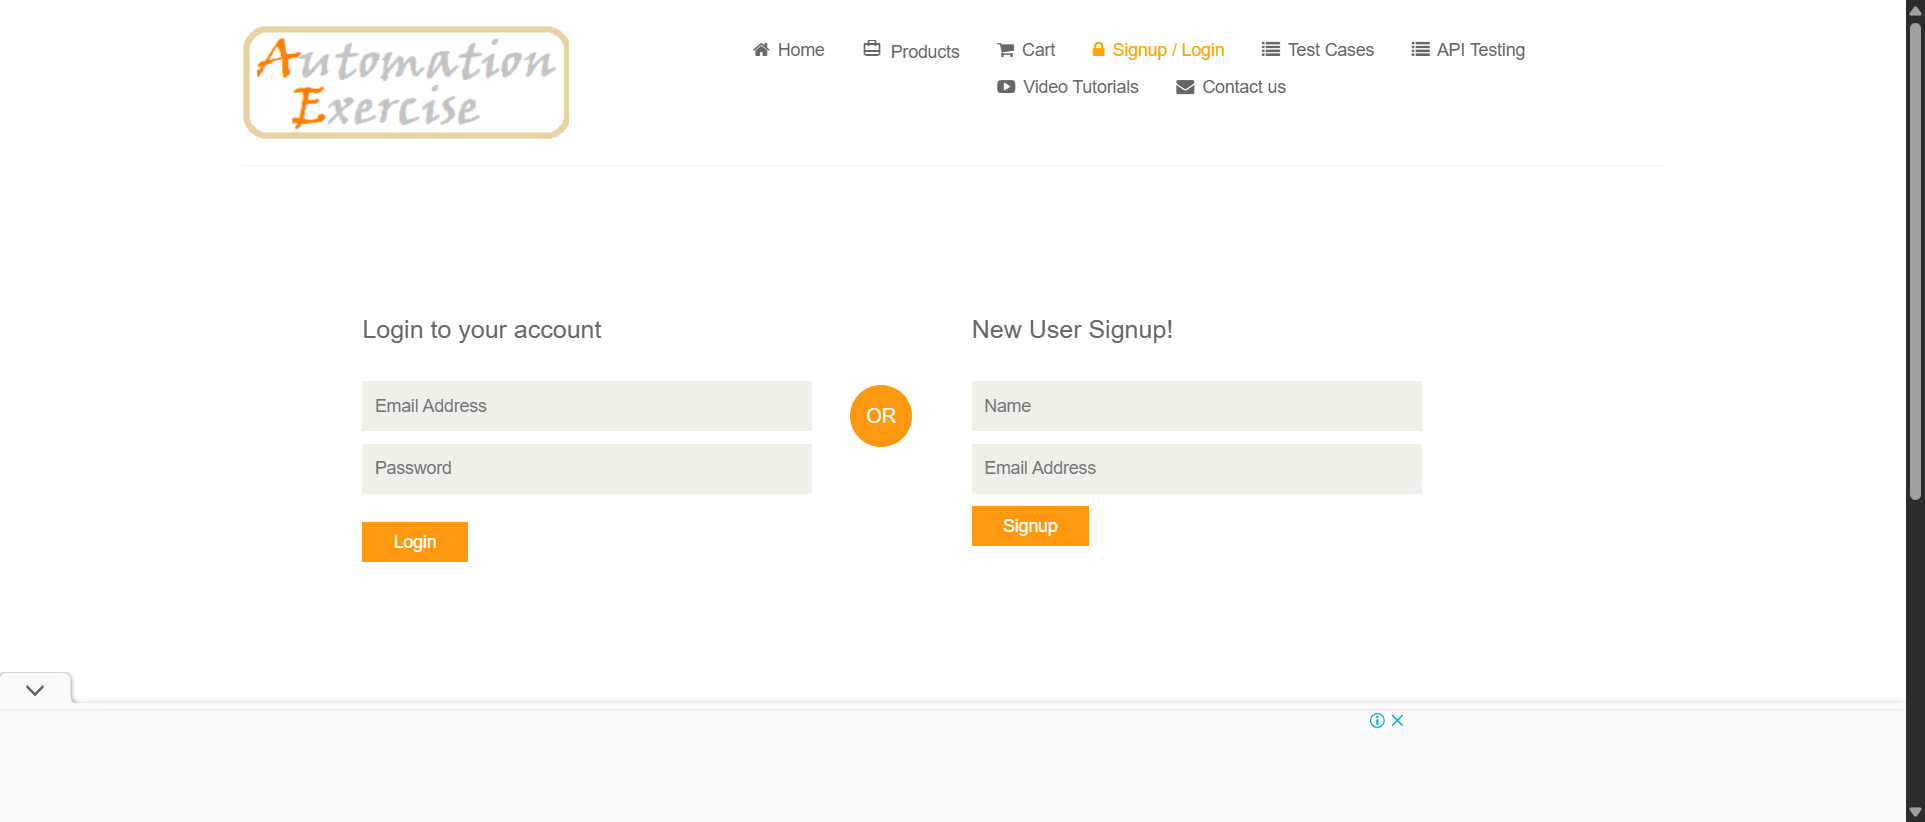 Automation
Exercise
Home Products Cart Signup / Login Test Cases API Testing
Video Tutorials Contact us
Login to your account
Email Address
Password
Login
OR
New User Signup!
Name
Email Address
Signup